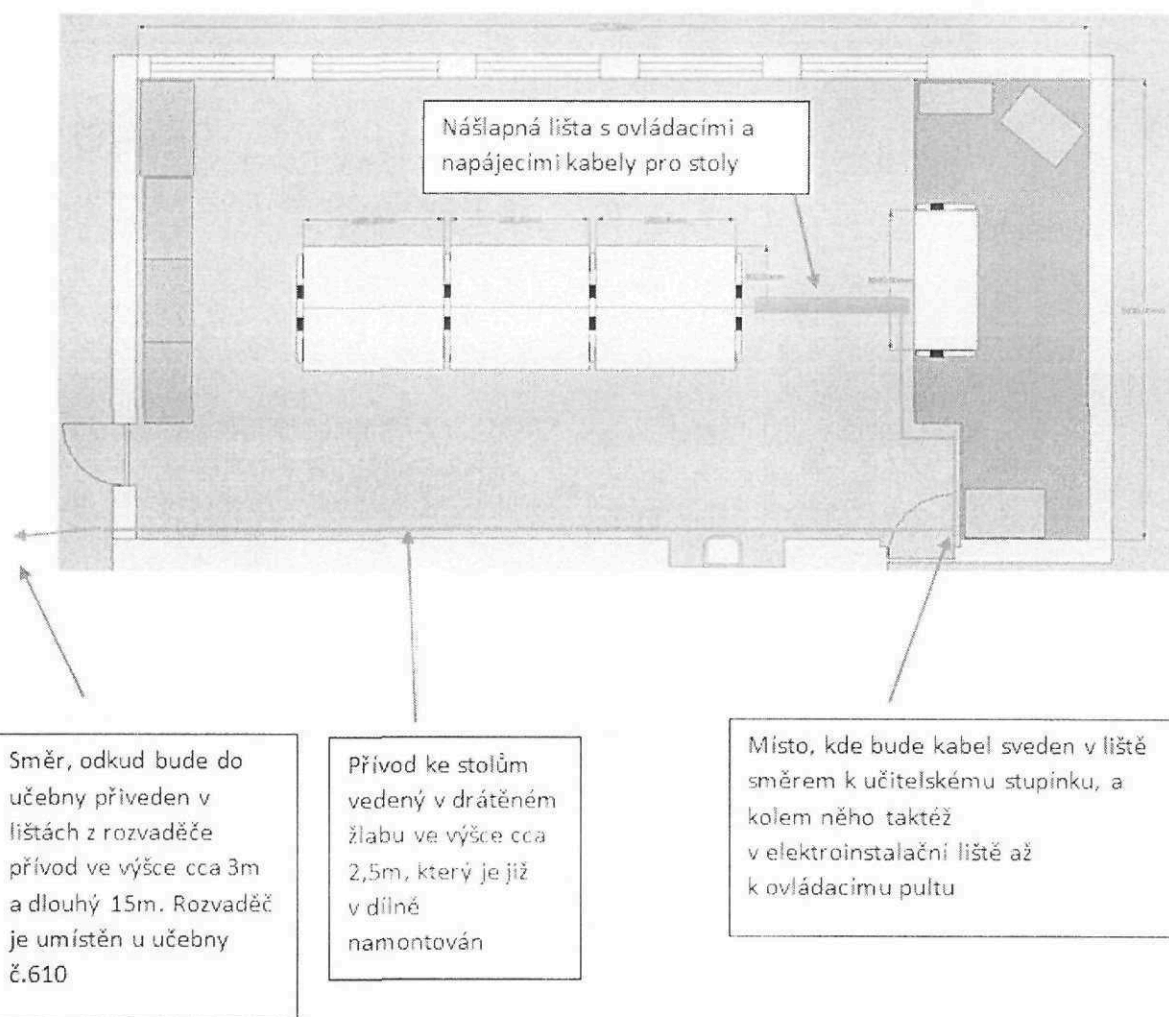 Nášlapná lišta s ovládacími a
napájecími kabely pro stoly
Směr, odkud bude do
učebny přiveden v
lištách z rozvaděče
přívod ve výšce cca 3m
a dlouhý 15m. Rozvaděč
je umístěn u učebny
č.610
Přívod ke stolům
vedený v drátěném
žlabu ve výšce cca
2,5m, který je již
v dílně
namontován
Místo, kde bude kabel sveden v liště
směrem k učitelskému stupínku, a
kolem něho taktéž
v elektroinstalační liště až
k ovládacímu pultu